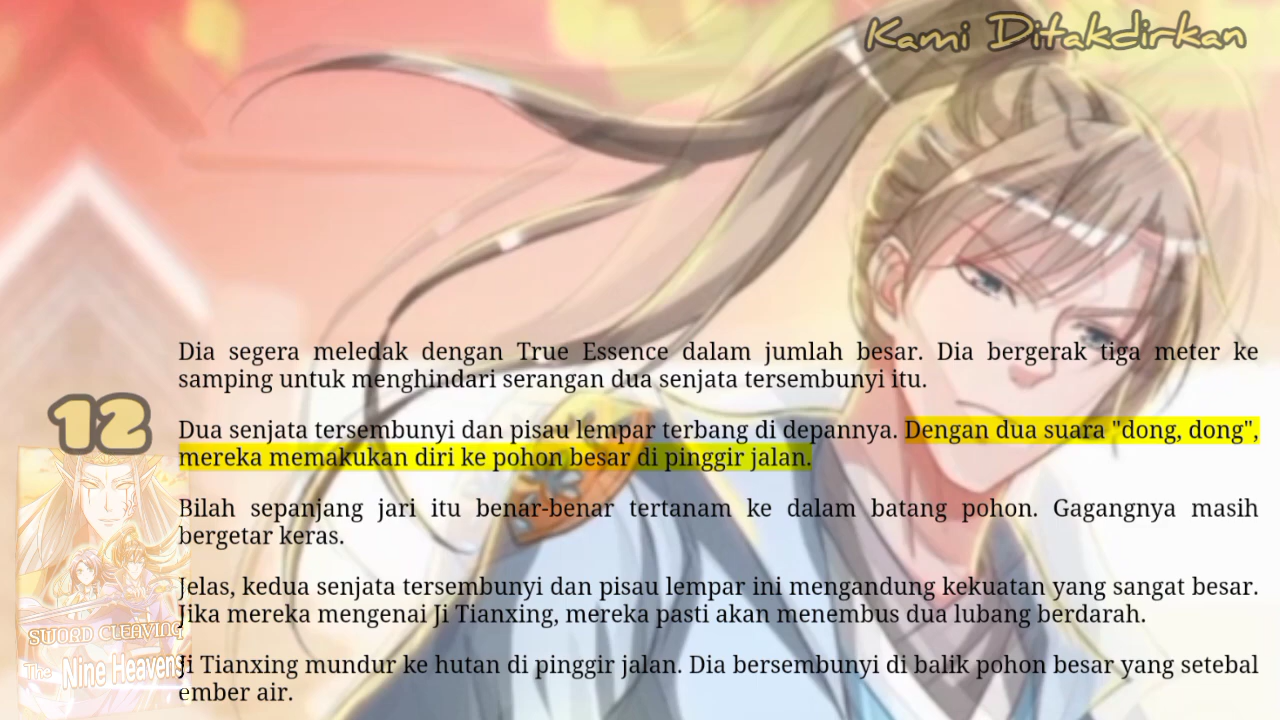 Kami Ditakdirkan
Dia segera meledak dengan True Essence dalam jumlah besar. Dia bergerak tiga meter ke
samping untuk menghindari serangan dua senjata tersembunyi itu.
12
Dua senjata tersembunyi dan pisau lempar terbang di depannya. Dengan dua suara "dong, dong",
mereka memakukan diri ke pohon besar di pinggir jalan.
Bilah sepanjang jari itu benar-benar tertanam ke dalam batang pohon. Gagangnya masih
bergetar keras.
Jelas, kedua senjata tersembunyi dan pisau lempar ini mengandung kekuatan yang sangat besar.
Jika mereka mengenai Ji Tianxing, mereka pasti akan menembus dua lubang berdarah.
SWORD CLEAVING
The Nine Heavens
Ji Tianxing mundur ke hutan di pinggir jalan. Dia bersembunyi di balik pohon besar yang setebal
ember air.